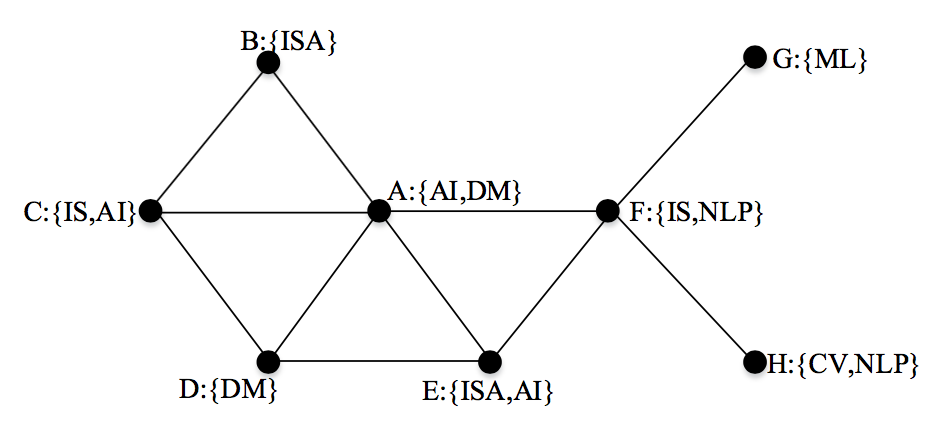 B:{ISA}
G:{ML}
A:{AI,DM}
C:{IS,AI}
F:{IS,NLP}
D:{DM}
E:{ISA,AI}
H:{CV,NLP}